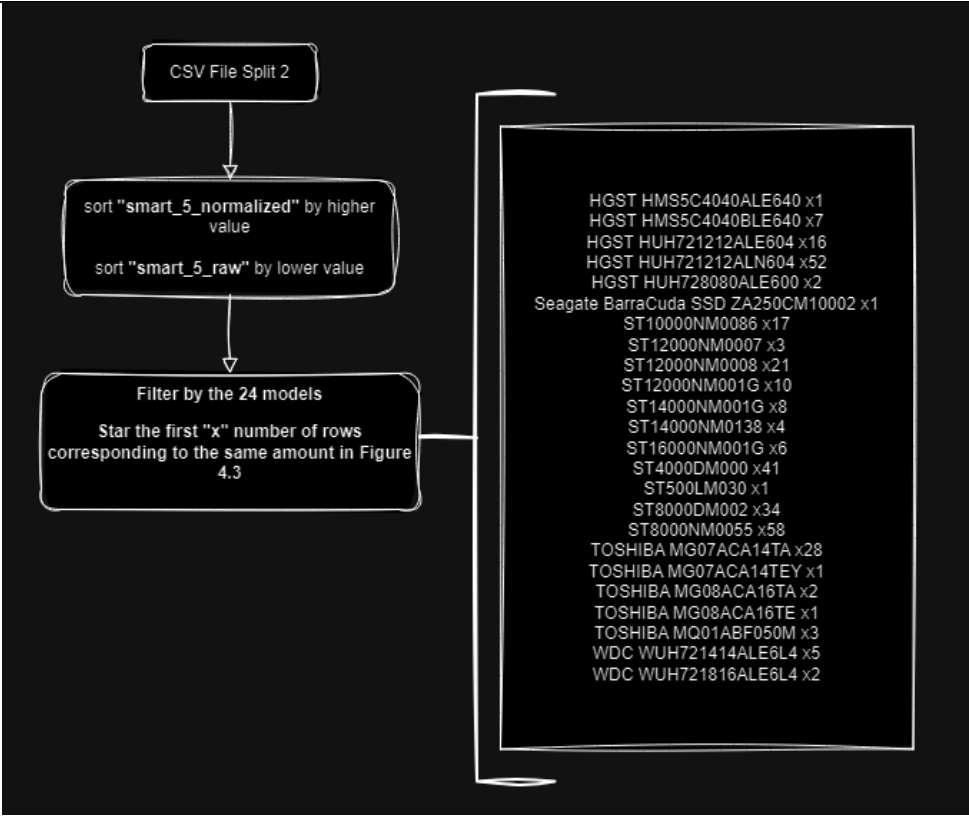 CSV File Split 2
sort "smart_5_normalized" by higher
value
sort "smart_5_raw" by lower value
Filter by the 24 models
Star the first "x" number of rows
corresponding to the same amount in Figure
4.3
HGST HMS5C4040ALE640 x1
HGST HMS5C4040BLE640 x7
HGST HUH721212ALE604 x16
HGST HUH721212ALN604 x52
HGST HUH728080ALE600 x2
Seagate BarraCuda SSD ZA250CM10002 x1
ST10000NM0086 x17
ST12000NM0007 x3
ST12000NM0008 x21
ST12000NM001G x10
ST14000NM001G x8
ST14000NM0138 x4
ST16000NM001G x6
ST4000DM000 x41
ST500LM030 x1
ST8000DM002 x34
ST8000NM0055 x58
TOSHIBA MG07ACA14TA x28
TOSHIBA MG07ACA14TEY x1
TOSHIBA MG08ACA16TA x2
TOSHIBA MG08ACA16TE x1
TOSHIBA MQ01ABF050M x3
WDC WUH721414ALE6L4 x5
WDC WUH721816ALE6L4 x2